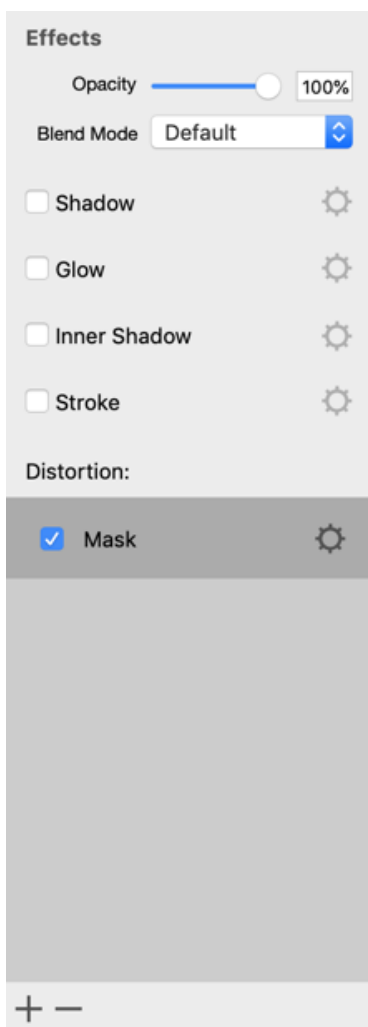 Effects
Opacity 100%
Blend Mode Default
Shadow
Glow
Inner Shadow
Stroke
Distortion:
Mask